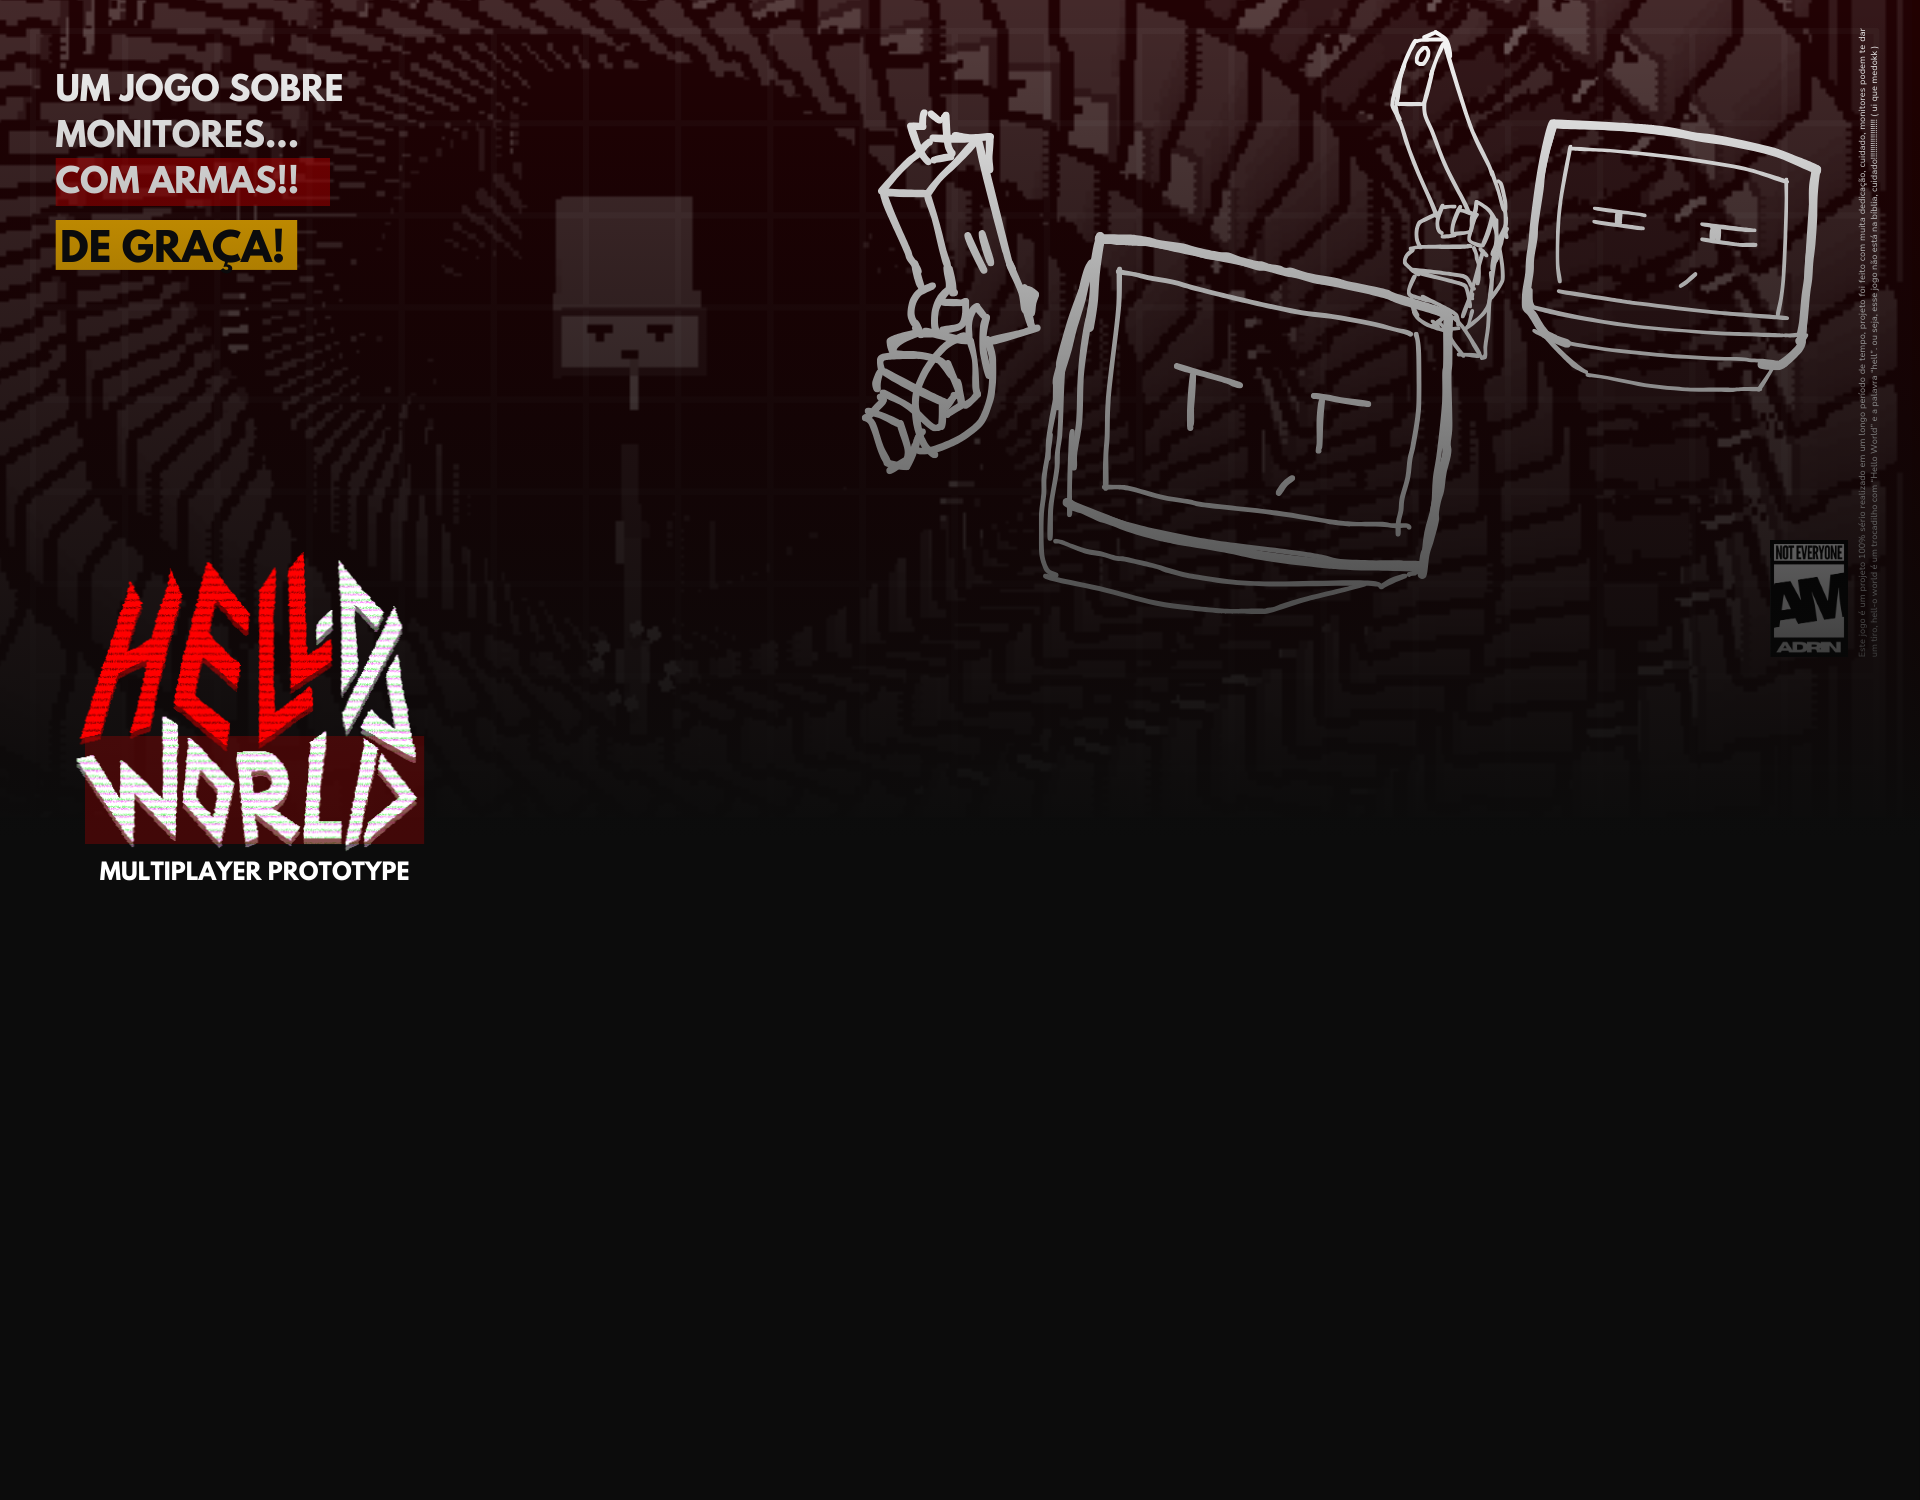 UM JOGO SOBRE
MONITORES...
COM ARMAS!!
DE GRAÇA!
HELLO
WORLD
MULTIPLAYER PROTOTYPE
Este jogo é um projeto 100% sério realizado em um longo período de tempo, projeto foi feito com muita dedicação, cuidado, monitores podem te dar
um tiro, hell-o world é um trocadilho com "Hello World" e a palavra "hell". ou seja, esse jogo não está na bíblia, cuidado!!!!!!!!!!!!!!!!!!!! ( ui que medokk )
NOT EVERYONE
AM
ADRIN